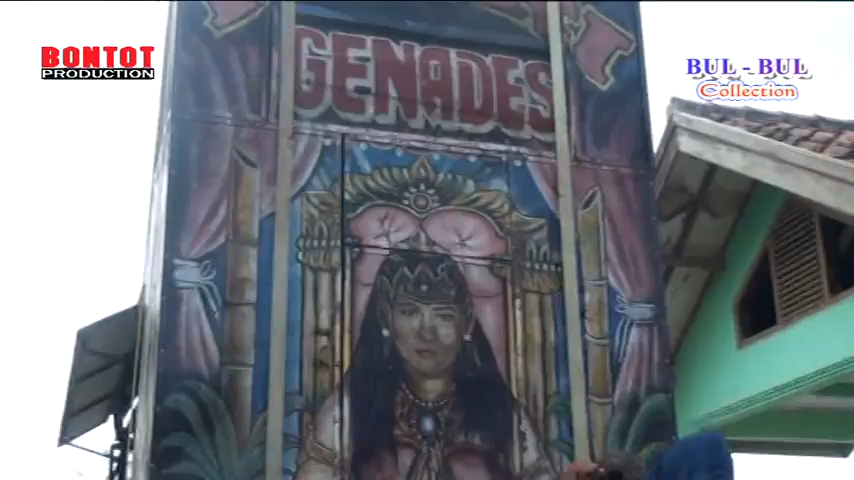 BONTOT
PRODUCTION
GENADES
BUL - BUL
Collection